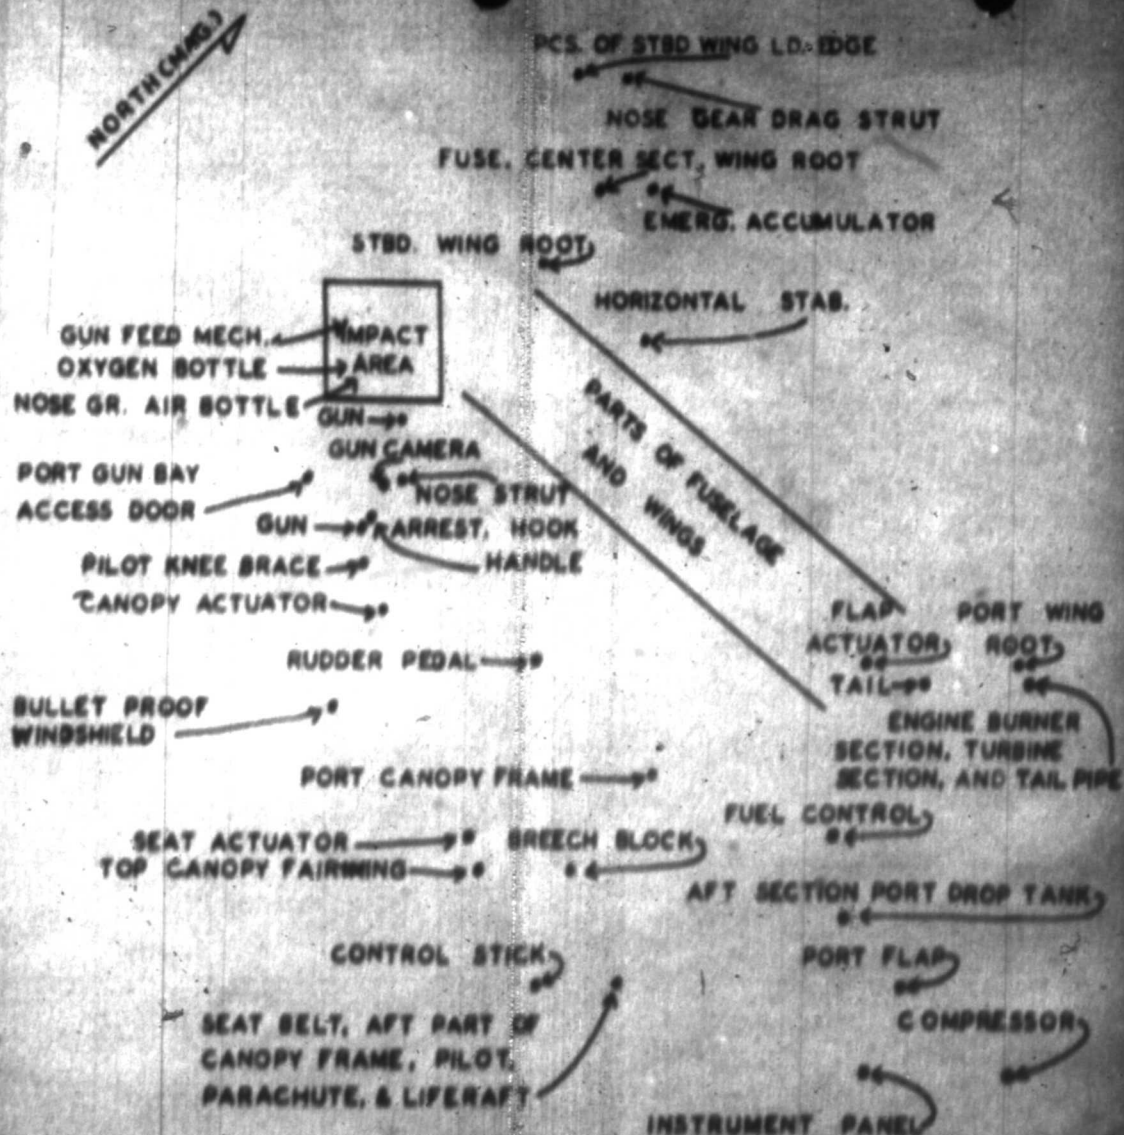 NORTH (MAG.)
PCS. OF STBD WING LD. EDGE
NOSE GEAR DRAG STRUT
FUSE. CENTER SECT, WING ROOT
EMERG. ACCUMULATOR
STBD. WING ROOT
HORIZONTAL STAB.
GUN FEED MECH.
IMPACT
AREA
OXYGEN BOTTLE
NOSE GR. AIR BOTTLE
GUN
GUN CAMERA
PORT GUN BAY
ACCESS DOOR
NOSE STRUT
GUN
ARREST, HOOK
HANDLE
PILOT KNEE BRACE
CANOPY ACTUATOR
PARTS OF FUSELAGE
AND WINGS
FLAP
ACTUATOR
PORT WING
ROOT
TAIL
RUDDER PEDAL
BULLET PROOF
WINDSHIELD
ENGINE BURNER
SECTION, TURBINE
SECTION, AND TAIL PIPE
PORT CANOPY FRAME
FUEL CONTROL
SEAT ACTUATOR
BREECH BLOCK
TOP CANOPY
AFT SECTION PORT DROP TANK
CONTROL STICK
PORT FLAP
SEAT BELT, AFT PART OF
CANOPY FRAME, PILOT,
PARACHUTE, & LIFERAFT
COMPRESSOR
INSTRUMENT PANEL